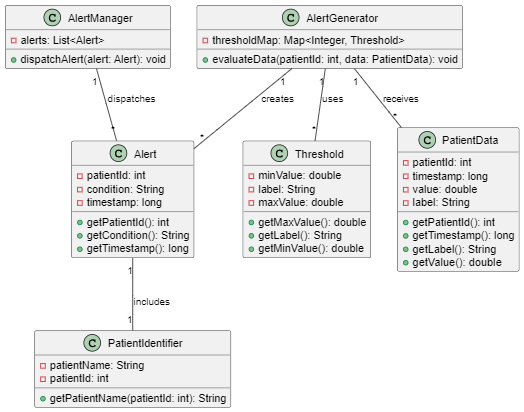 C AlertManager
alerts: List<Alert>
dispatchAlert(alert: Alert): void
C AlertGenerator
thresholdMap: Map<Integer, Threshold>
evaluateData(patientId: int, data: PatientData): void
1
dispatches
*
1
creates
*
1
uses
*
1
receives
*
C Alert
patientId: int
condition: String
timestamp: long
getPatientId(): int
getCondition(): String
getTimestamp(): long
C Threshold
minValue: double
label: String
maxValue: double
getMaxValue(): double
getLabel(): String
getMinValue(): double
C PatientData
patientId: int
timestamp: long
value: double
label: String
getPatientId(): int
getTimestamp(): long
getLabel(): String
getValue(): double
1
includes
1
C PatientIdentifier
patientName: String
patientId: int
getPatientName(patientId: int): String